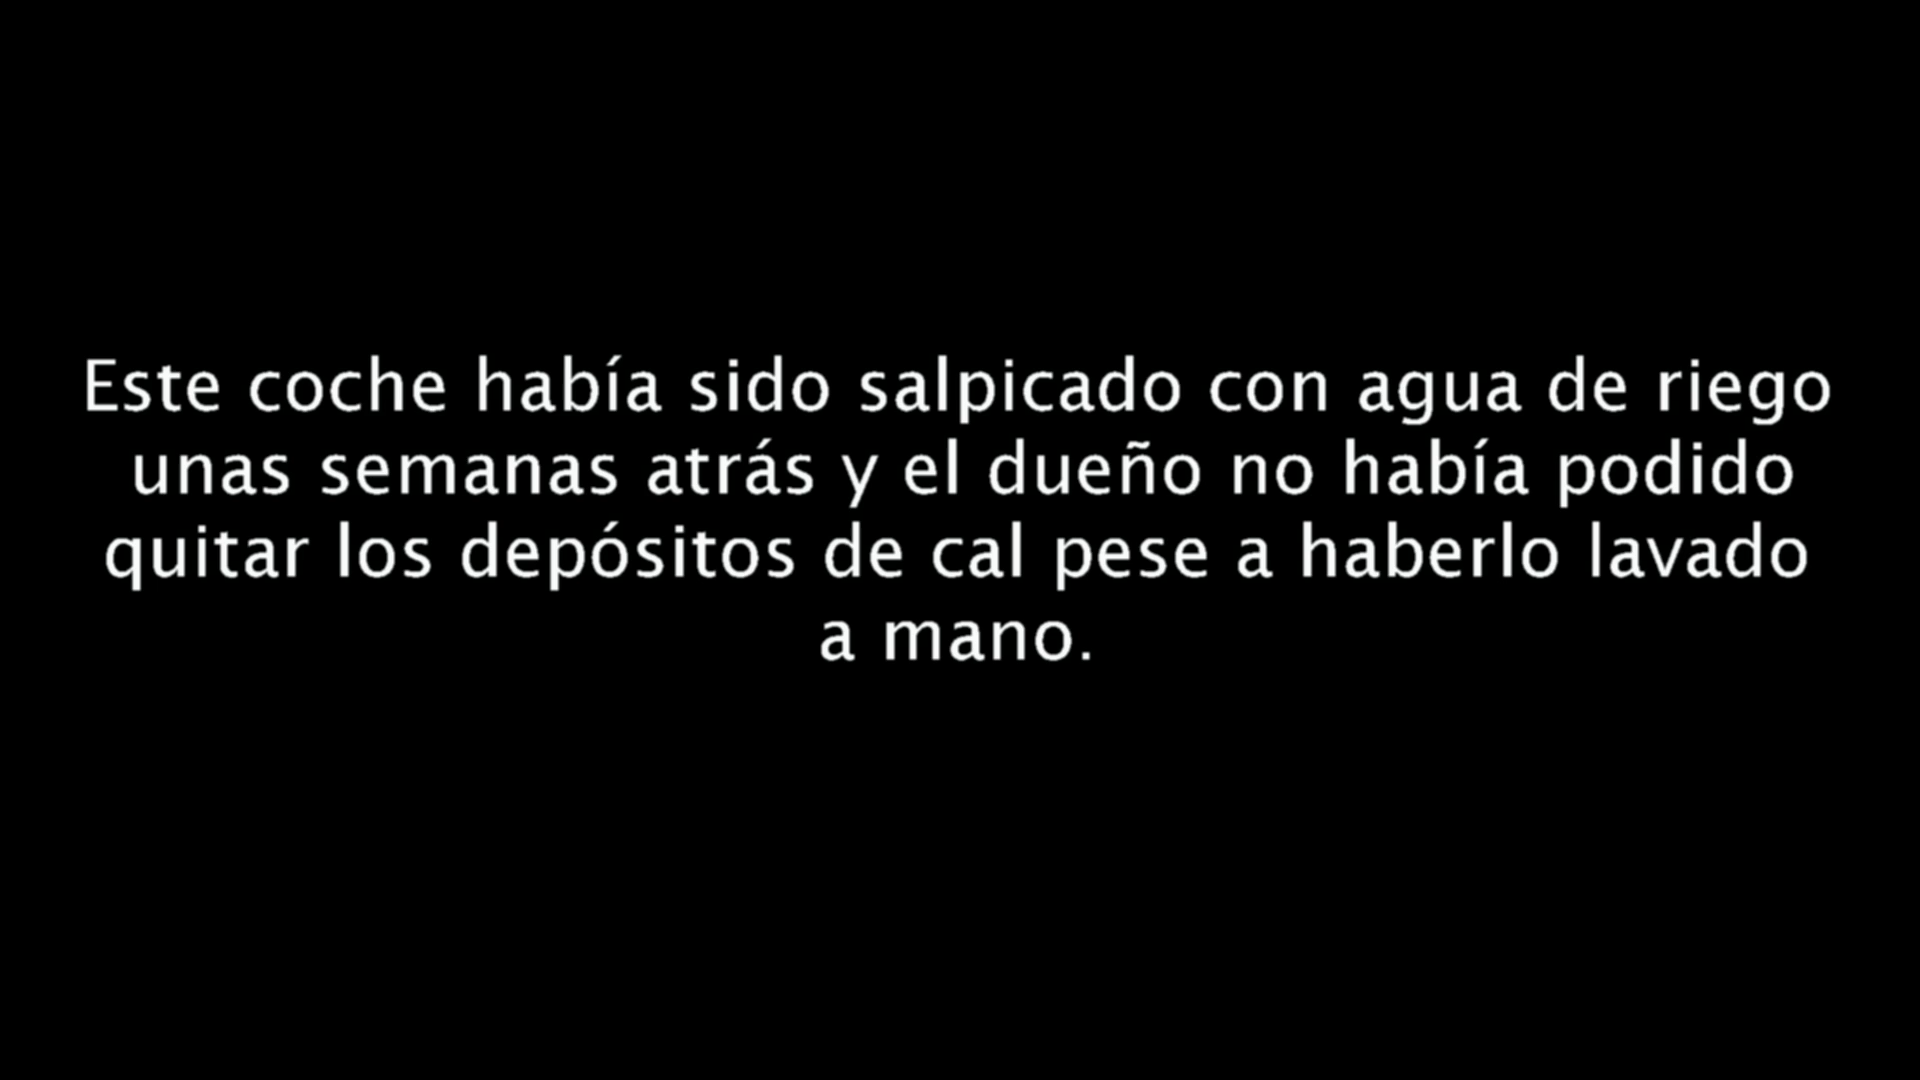 Este coche había sido salpicado con agua de riego
unas semanas atrás y el dueño no había podido
quitar los depósitos de cal pese a haberlo lavado
a mano.